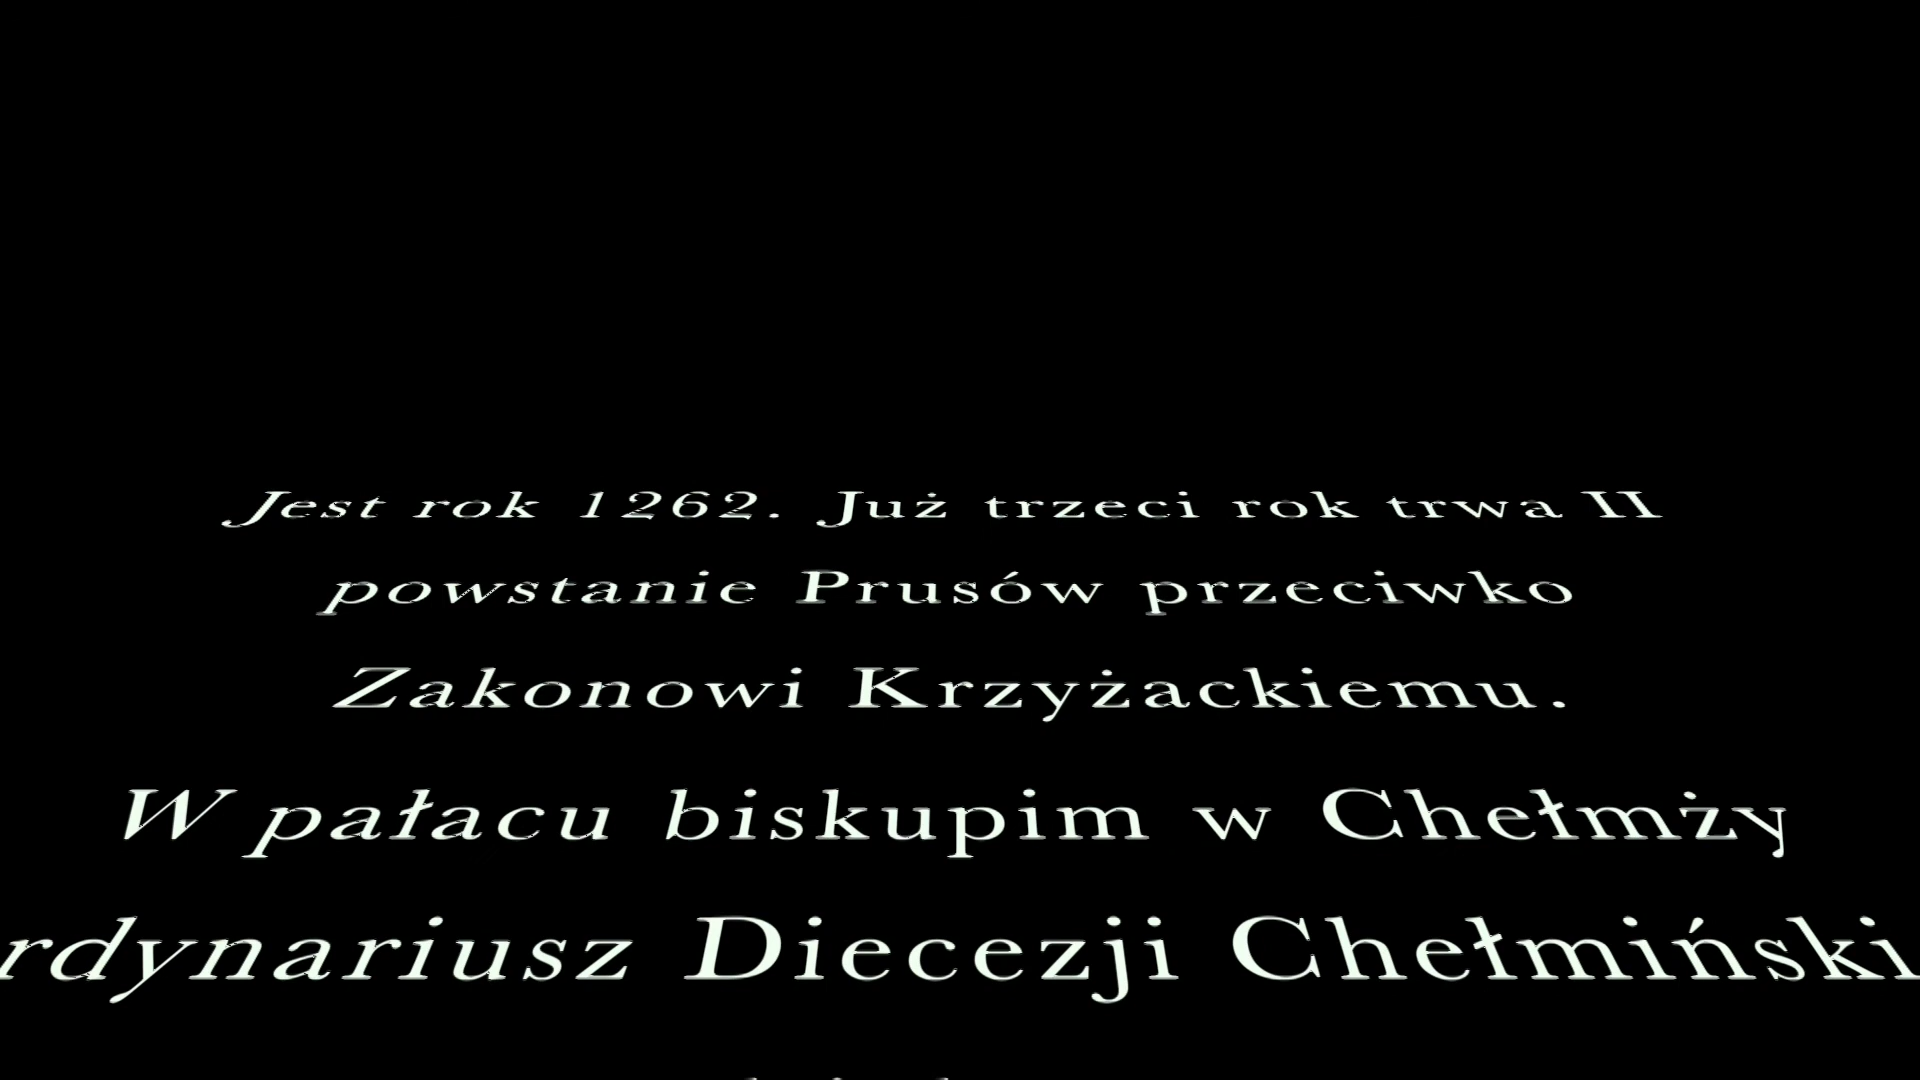 Jest rok 1262. Już trzeci rok trwa II
powstanie Prusów przeciwko
Zakonowi Krzyżackiemu.
W pałacu biskupim w Chełmży
rdynariusz Diecezji Chełmiński